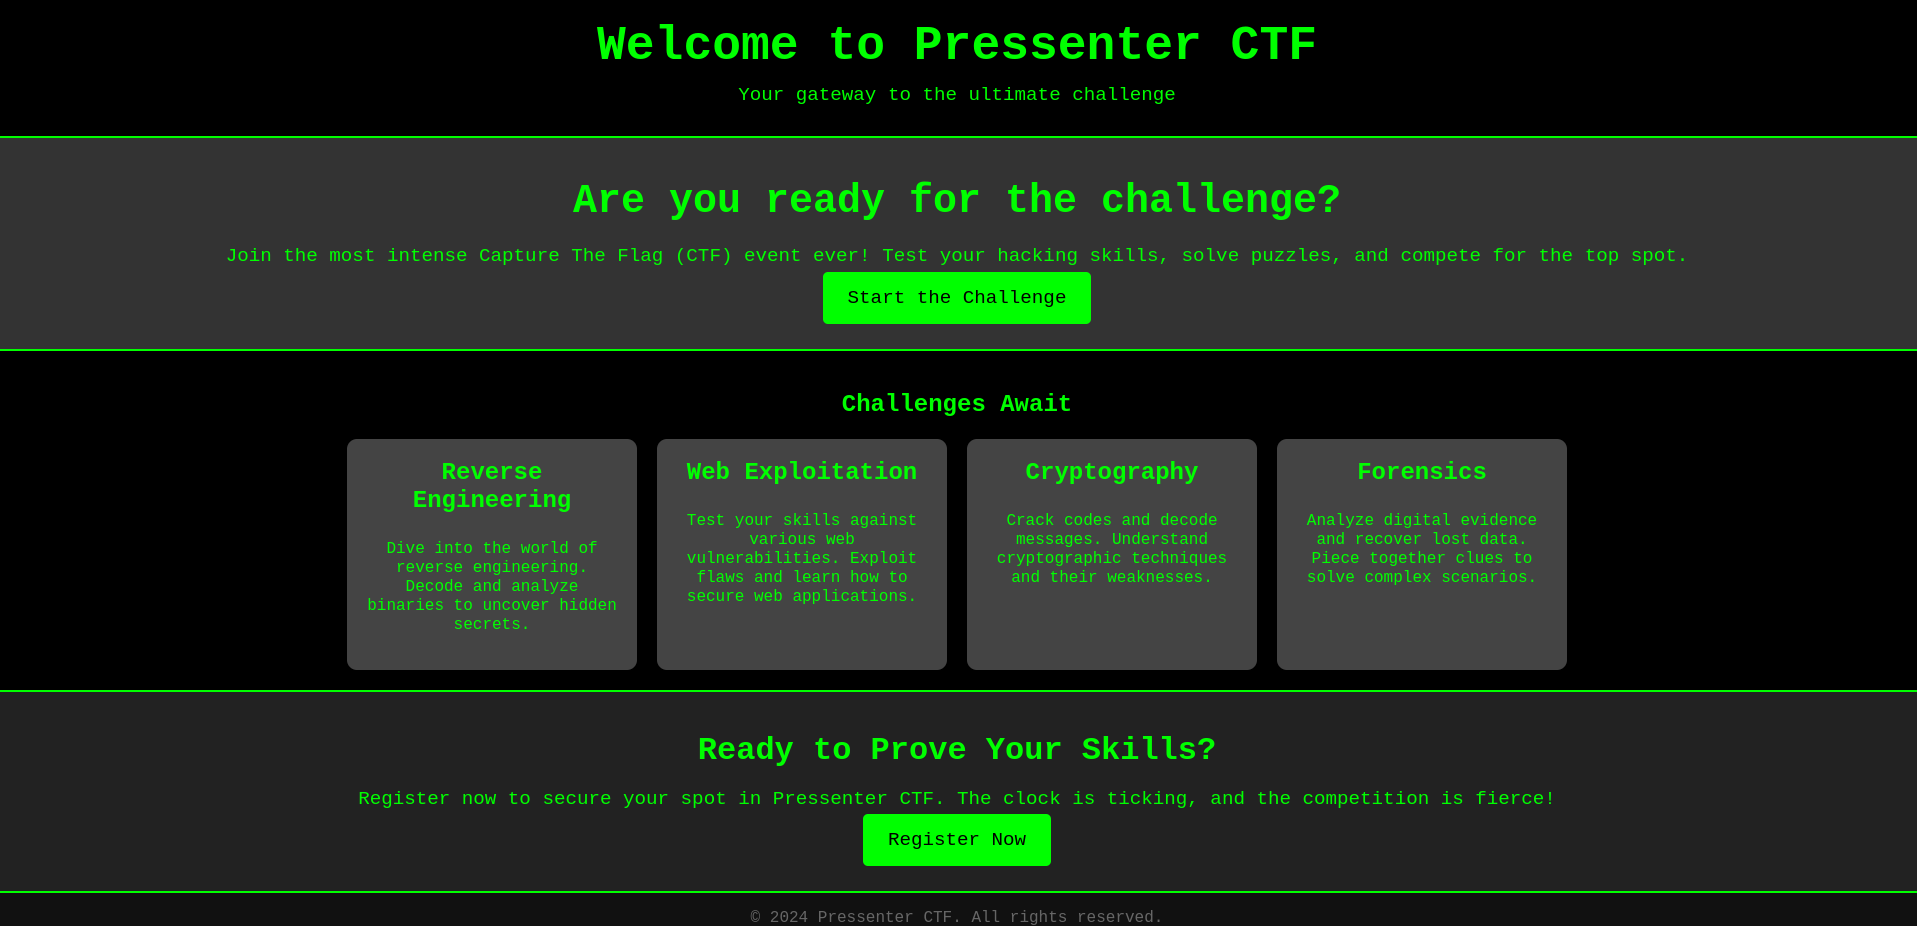 Welcome to Pressenter CTF
Your gateway to the ultimate challenge
Are you ready for the challenge?
Join the most intense Capture The Flag (CTF) event ever! Test your hacking skills, solve puzzles, and compete for the top spot.
Start the Challenge
Challenges Await
Reverse
Engineering
Dive into the world of
reverse engineering.
Decode and analyze
binaries to uncover hidden
secrets.
Web Exploitation
Test your skills against
various web
vulnerabilities. Exploit
flaws and learn how to
secure web applications.
Cryptography
Crack codes and decode
messages. Understand
cryptographic techniques
and their weaknesses.
Forensics
Analyze digital evidence
and recover lost data.
Piece together clues to
solve complex scenarios.
Ready to Prove Your Skills?
Register now to secure your spot in Pressenter CTF. The clock is ticking, and the competition is fierce!
Register Now
© 2024 Pressenter CTF. All rights reserved.